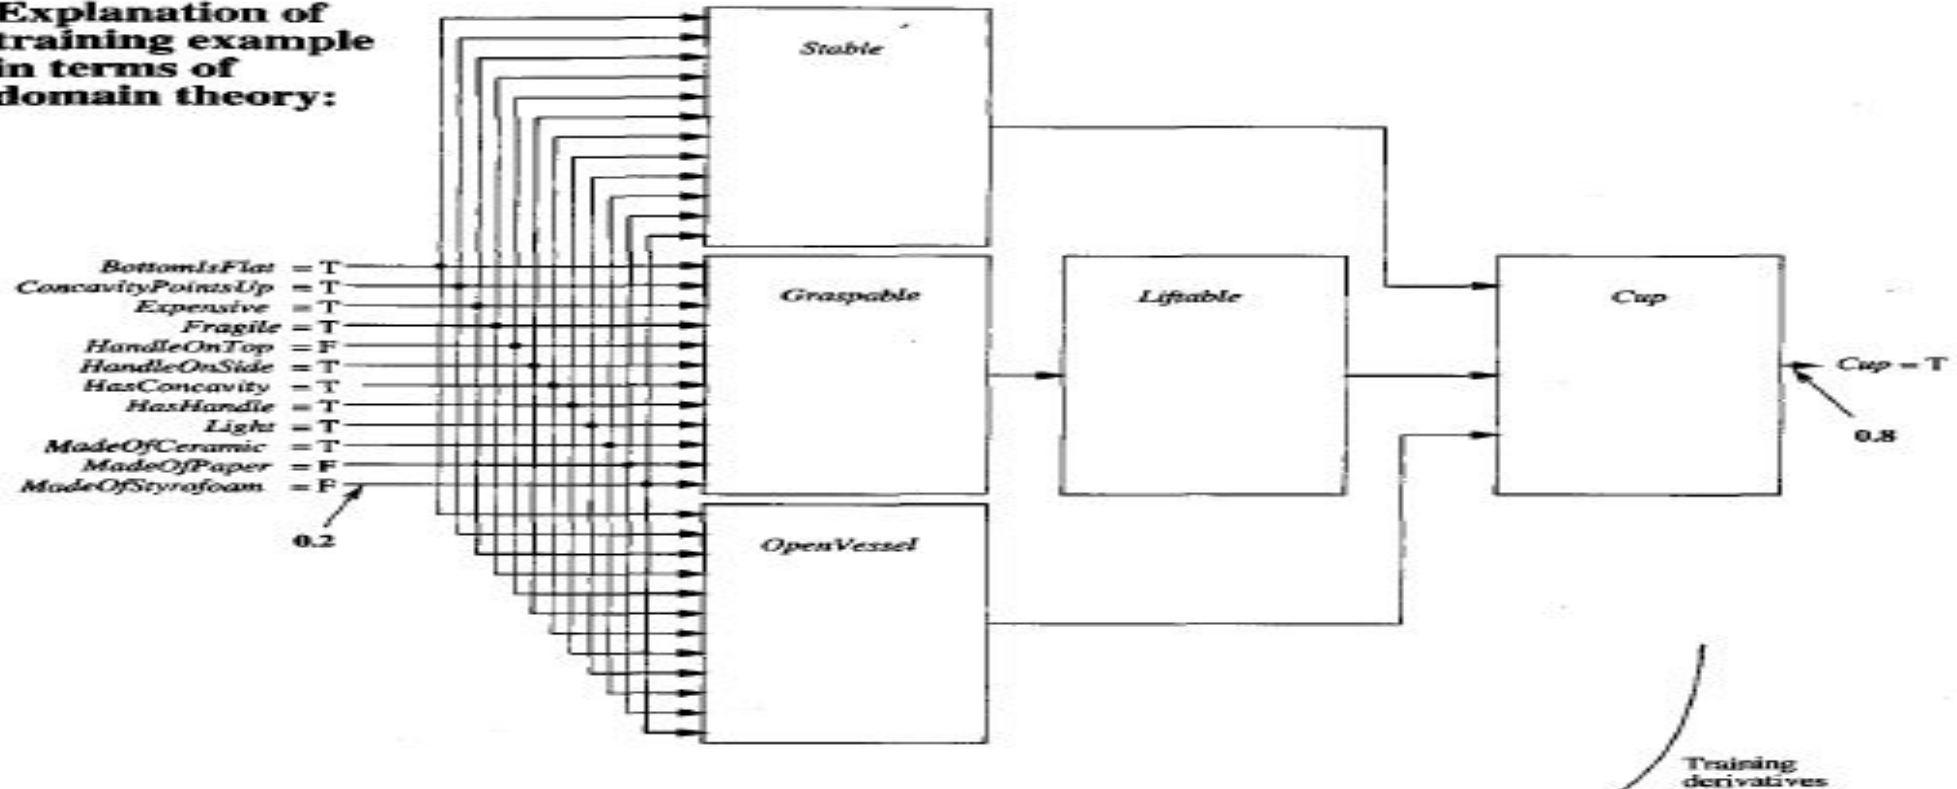 Explanation of
training example
in terms of
domain theory:
Stable
BottomIsFlat = T
ConcavityPointsUp = T
Expensive = T
Fragile = T
HandleOnTop = F
HandleOnSide = T
HasConcavity = T
HasHandle = T
Light = T
MadeOfCeramic = T
MadeOfPaper = F
MadeOfStyrofoam = F
0.2
Graspable
Liftable
Cup
Cup = T
0.8
OpenVessel
Training
derivatives